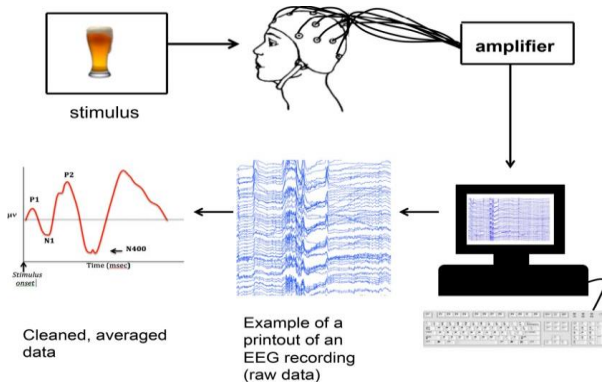 amplifier
stimulus
P1
P2
N1
μv
N400
Time (msec)
Stimulus
onset
Cleaned, averaged
data
Example of a
printout of an
EEG recording
(raw data)